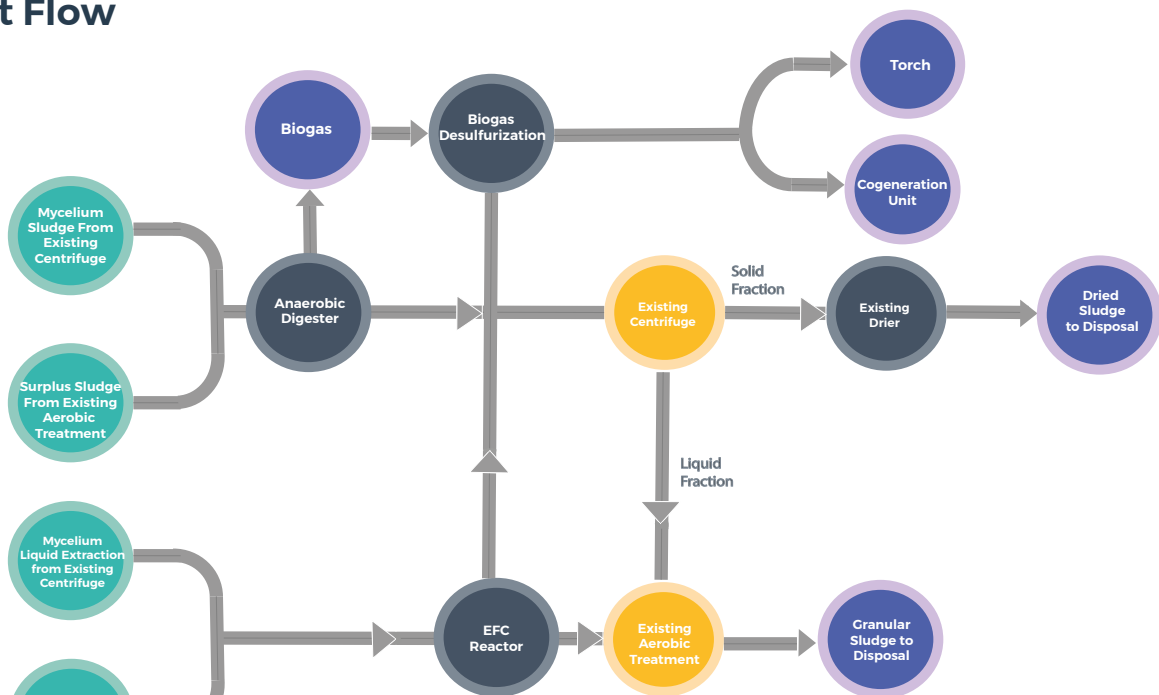 t Flow
Torch
Biogas
Biogas
Desulfurization
Cogeneration
Unit
Mycelium
Sludge From
Existing
Centrifuge
Anaerobic
Digester
Existing
Centrifuge
Solid
Fraction
Existing
Drier
Dried
Sludge
to Disposal
Surplus Sludge
From Existing
Aerobic
Treatment
Liquid
Fraction
Mycelium
Liquid Extraction
from Existing
Centrifuge
EFC
Reactor
Existing
Aerobic
Treatment
Granular
Sludge to
Disposal